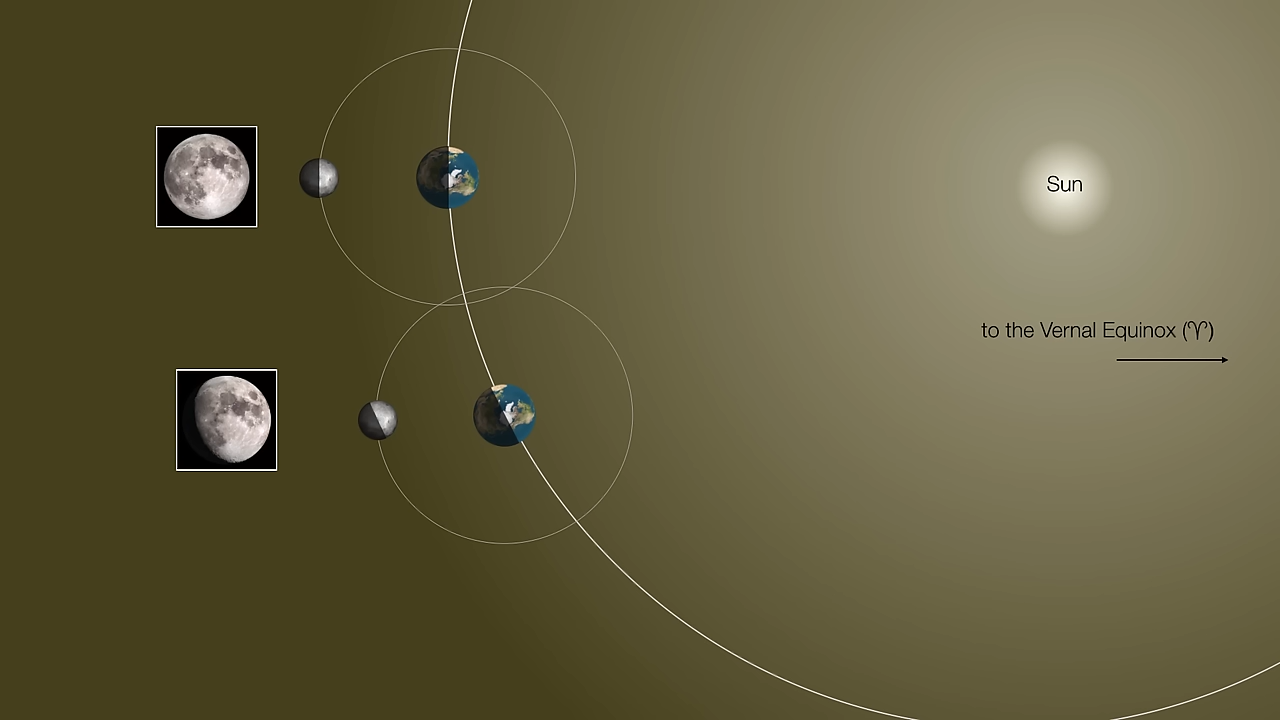 Sun
to the Vernal Equinox (♈︎)